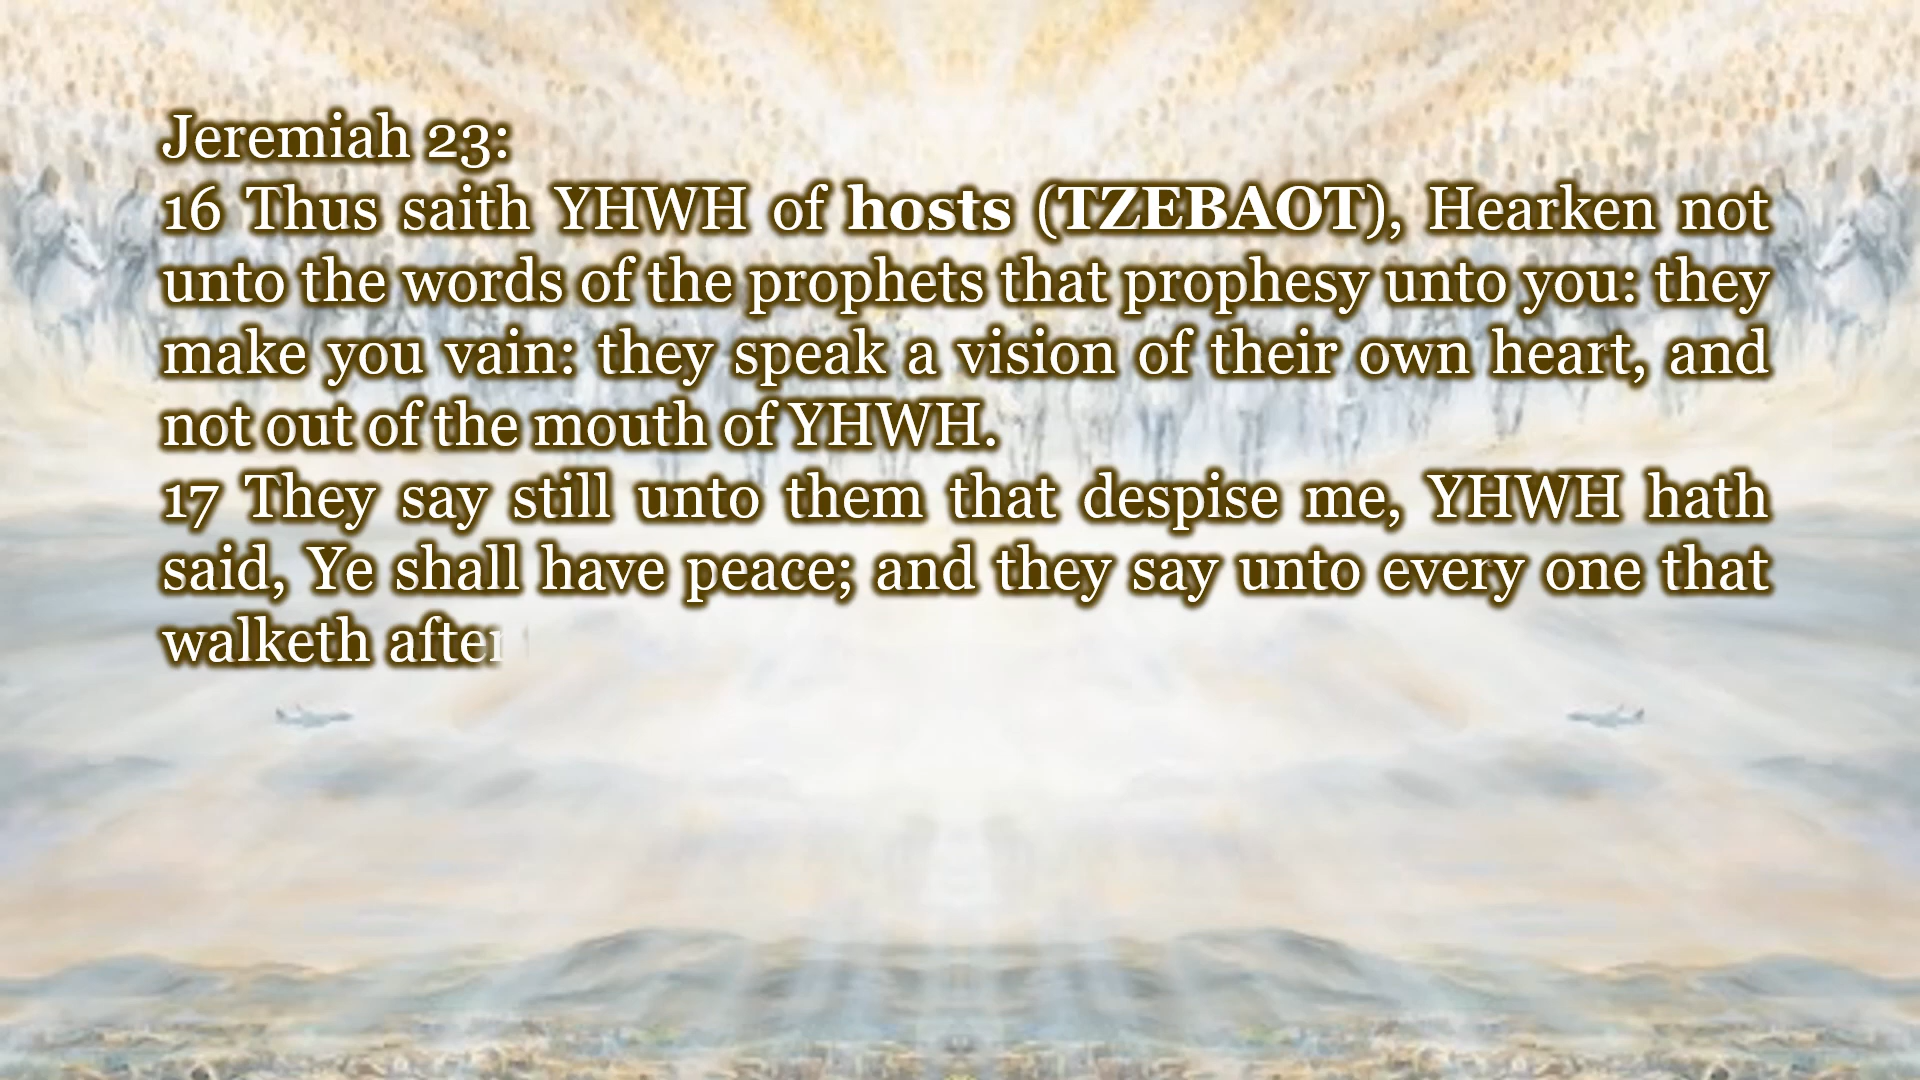 Jeremiah 23:
16 Thus saith YHWH of hosts (TZEBAOT), Hearken not
unto the words of the prophets that prophesy unto you: they
make you vain: they speak a vision of their own heart, and
not out of the mouth of YHWH.
17 They say still unto them that despise me, YHWH hath
said, Ye shall have peace; and they say unto every one that
walketh after